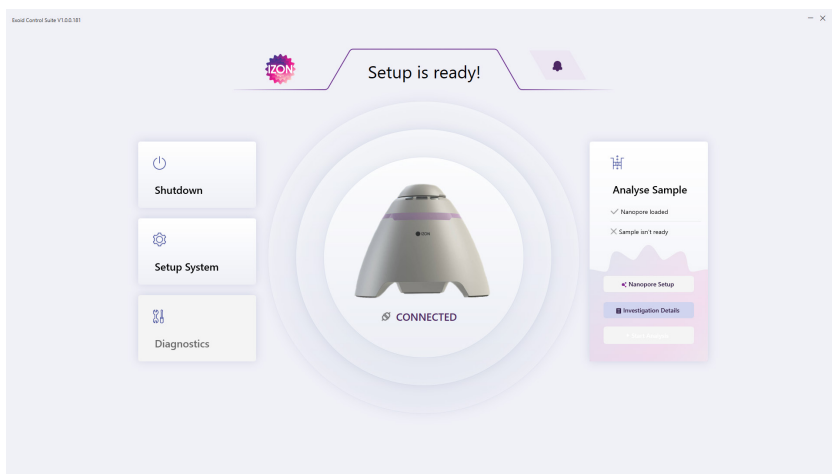 Exoid Control Suite V1.0.0.181
IZON
Setup is ready!
Shutdown
Setup System
Diagnostics
IZON
CONNECTED
Analyse Sample
Nanopore loaded
Sample isn't ready
Nanopore Setup
Investigation Details